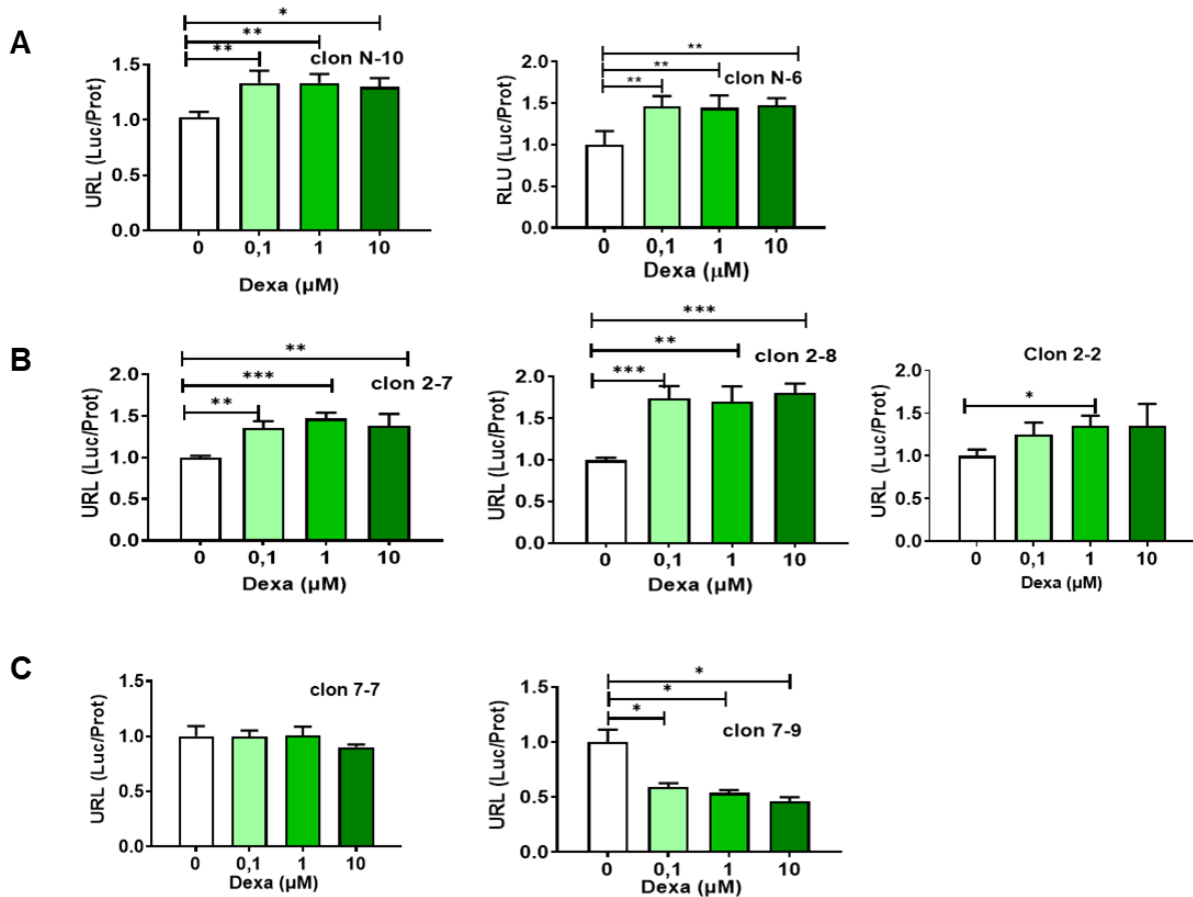 A
*
**
**
clon N-10
URL (Luc/Prot)
1.5
1.0
0.5
0.0
0 0,1 1 10
Dexa (µM)
**
**
**
clon N-6
RLU (Luc/Prot)
2.0
1.5
1.0
0.5
0.0
0 0,1 1 10
Dexa (µM)
B
**
***
**
clon 2-7
URL (Luc/Prot)
2.0
1.5
1.0
0.5
0.0
0 0,1 1 10
Dexa (µM)
***
**
***
clon 2-8
URL (Luc/Prot)
2.0
1.5
1.0
0.5
0.0
0 0,1 1 10
Dexa (µM)
Clon 2-2
*
URL (Luc/Prot)
2.0
1.5
1.0
0.5
0.0
0 0,1 1 10
Dexa (µM)
C
clon 7-7
URL (Luc/Prot)
1.5
1.0
0.5
0.0
0 0,1 1 10
Dexa (µM)
*
*
*
clon 7-9
URL (Luc/Prot)
1.5
1.0
0.5
0.0
0 0,1 1 10
Dexa (µM)